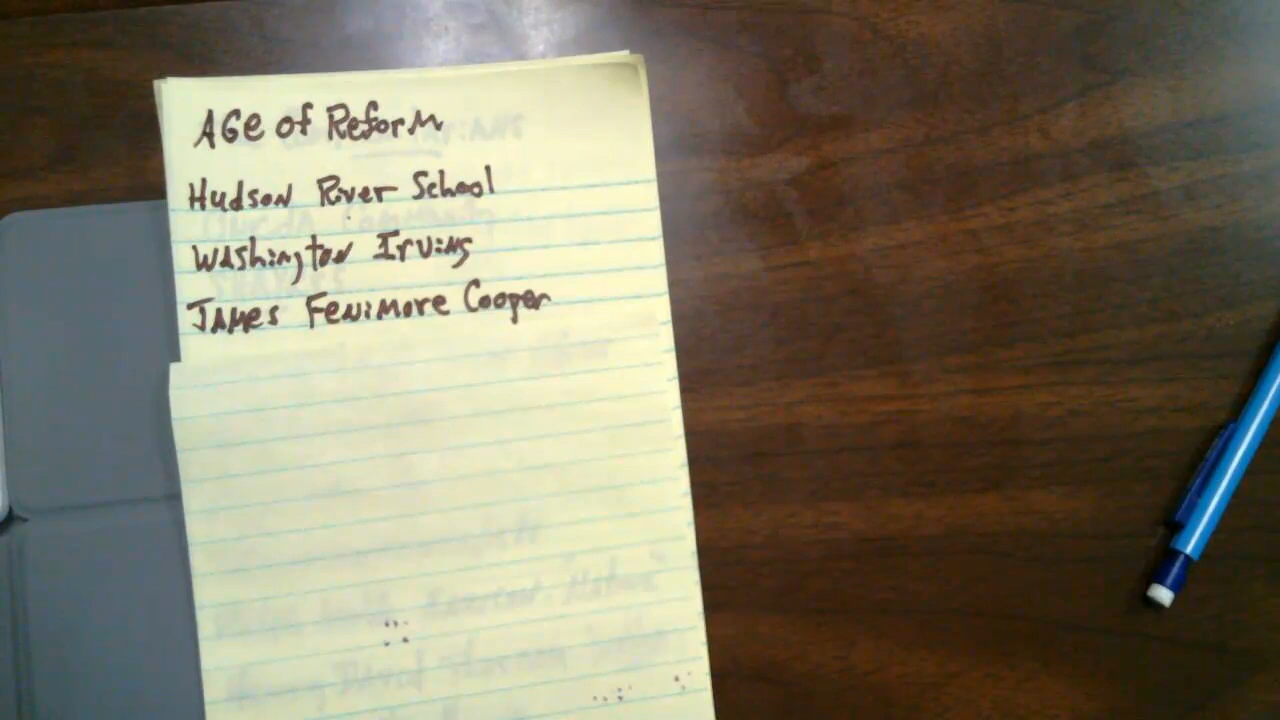 Age of Reform
Hudson River School
Washington Irving
James Fenimore Cooper